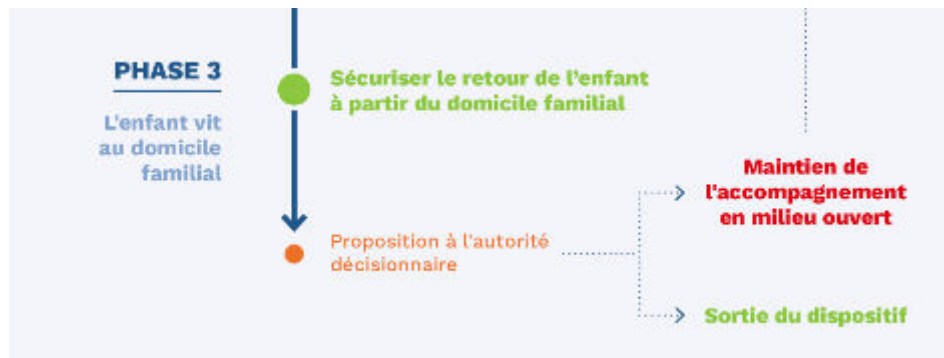 PHASE 3
L'enfant vit
au domicile
familial
Sécuriser le retour de l'enfant
à partir du domicile familial
Proposition à l'autorité
décisionnaire
Maintien de
l'accompagnement
en milieu ouvert
Sortie du dispositif